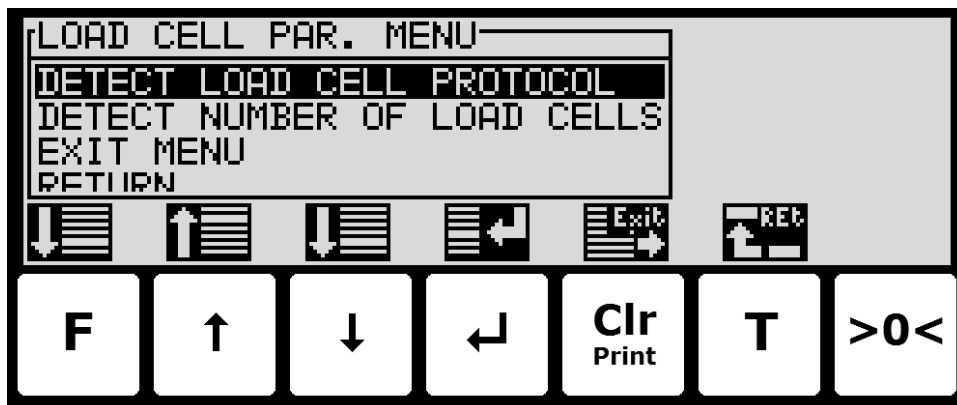 LOAD CELL PAR. MENU
DETECT LOAD CELL PROTOCOL
DETECT NUMBER OF LOAD CELLS
EXIT MENU
RETURN
Exit
REt
F ↑ ↓ ↵ Clr T >0<
Print